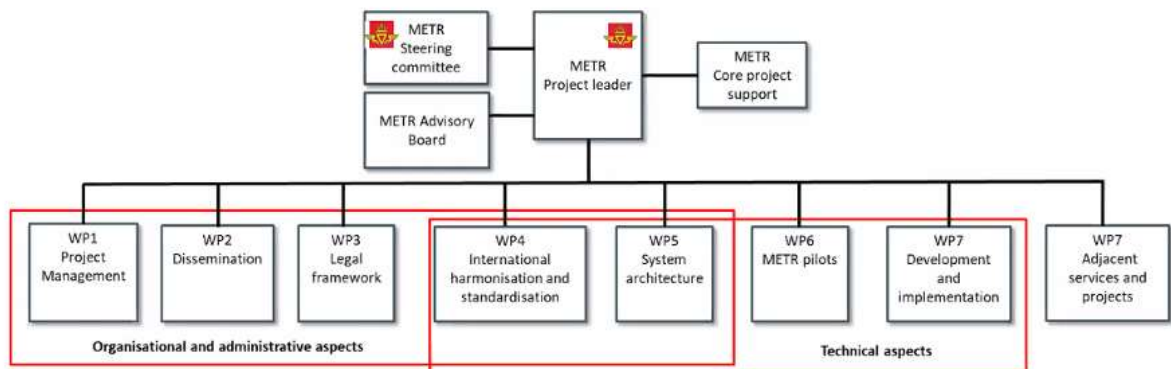 METR
Steering
committee
METR
Project leader
METR
Core project
support
METR Advisory
Board
WP1
Project
Management
WP2
Dissemination
WP3
Legal
framework
WP4
International
harmonisation and
standardisation
WP5
System
architecture
WP6
METR pilots
WP7
Development
and
implementation
WP7
Adjacent
services and
projects
Organisational and administrative aspects
Technical aspects